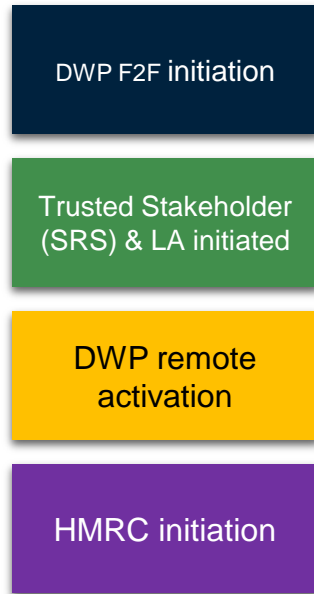 DWP F2F initiation
Trusted Stakeholder
(SRS) & LA initiated
DWP remote
activation
HMRC initiation